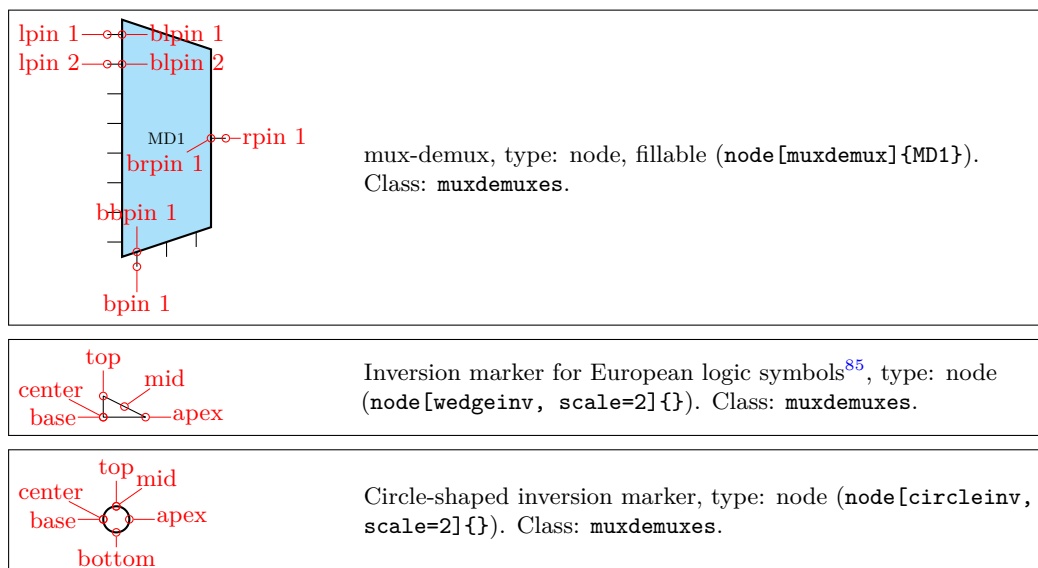 lpin 1 blpin 1
lpin 2 blpin 2
MD1 rpin 1
brpin 1
bbpin 1
bpin 1
mux-demux, type: node, fillable (node[muxdemux]{MD1}).
Class: muxdemuxes.
top
mid
center
base apex
Inversion marker for European logic symbols85, type: node
(node[wedgeinv, scale=2]{}). Class: muxdemuxes.
top
mid
center
base apex
bottom
Circle-shaped inversion marker, type: node (node[circleinv,
scale=2]{}). Class: muxdemuxes.